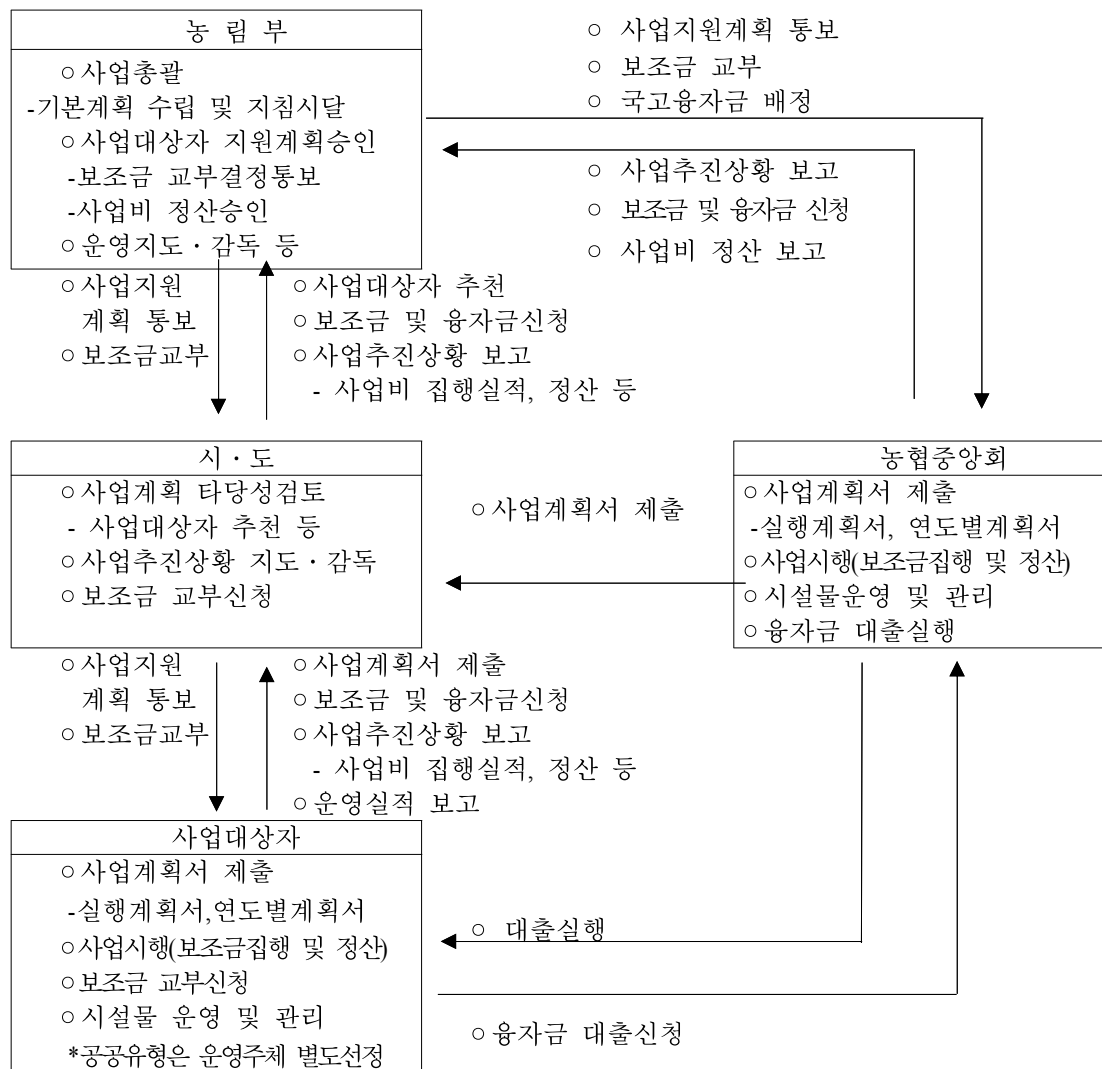 농 림 부
○사업총괄
-기본계획 수립 및 지침시달
○사업대상자 지원계획승인
-보조금 교부결정통보
-사업비 정산승인
○운영지도·감독 등
○ 사업지원계획 통보
○ 보조금 교부
○ 국고융자금 배정
○ 사업추진상황 보고
○ 보조금 및 융자금 신청
○ 사업비 정산 보고
○사업지원
계획 통보
○보조금교부
○사업대상자 추천
○보조금 및 융자금신청
○사업추진상황 보고
- 사업비 집행실적, 정산 등
시·도
○사업계획 타당성검토
- 사업대상자 추천 등
○사업추진상황 지도·감독
○보조금 교부신청
○사업계획서 제출
농협중앙회
○사업계획서 제출
-실행계획서, 연도별계획서
○사업시행(보조금집행 및 정산)
○시설물운영 및 관리
○융자금 대출실행
○사업지원
계획 통보
○보조금교부
○사업계획서 제출
○보조금 및 융자금신청
○사업추진상황 보고
- 사업비 집행실적, 정산 등
○운영실적 보고
사업대상자
○사업계획서 제출
-실행계획서,연도별계획서
○사업시행(보조금집행 및 정산)
○보조금 교부신청
○시설물 운영 및 관리
*공공유형은 운영주체 별도선정
○ 대출실행
○융자금 대출신청